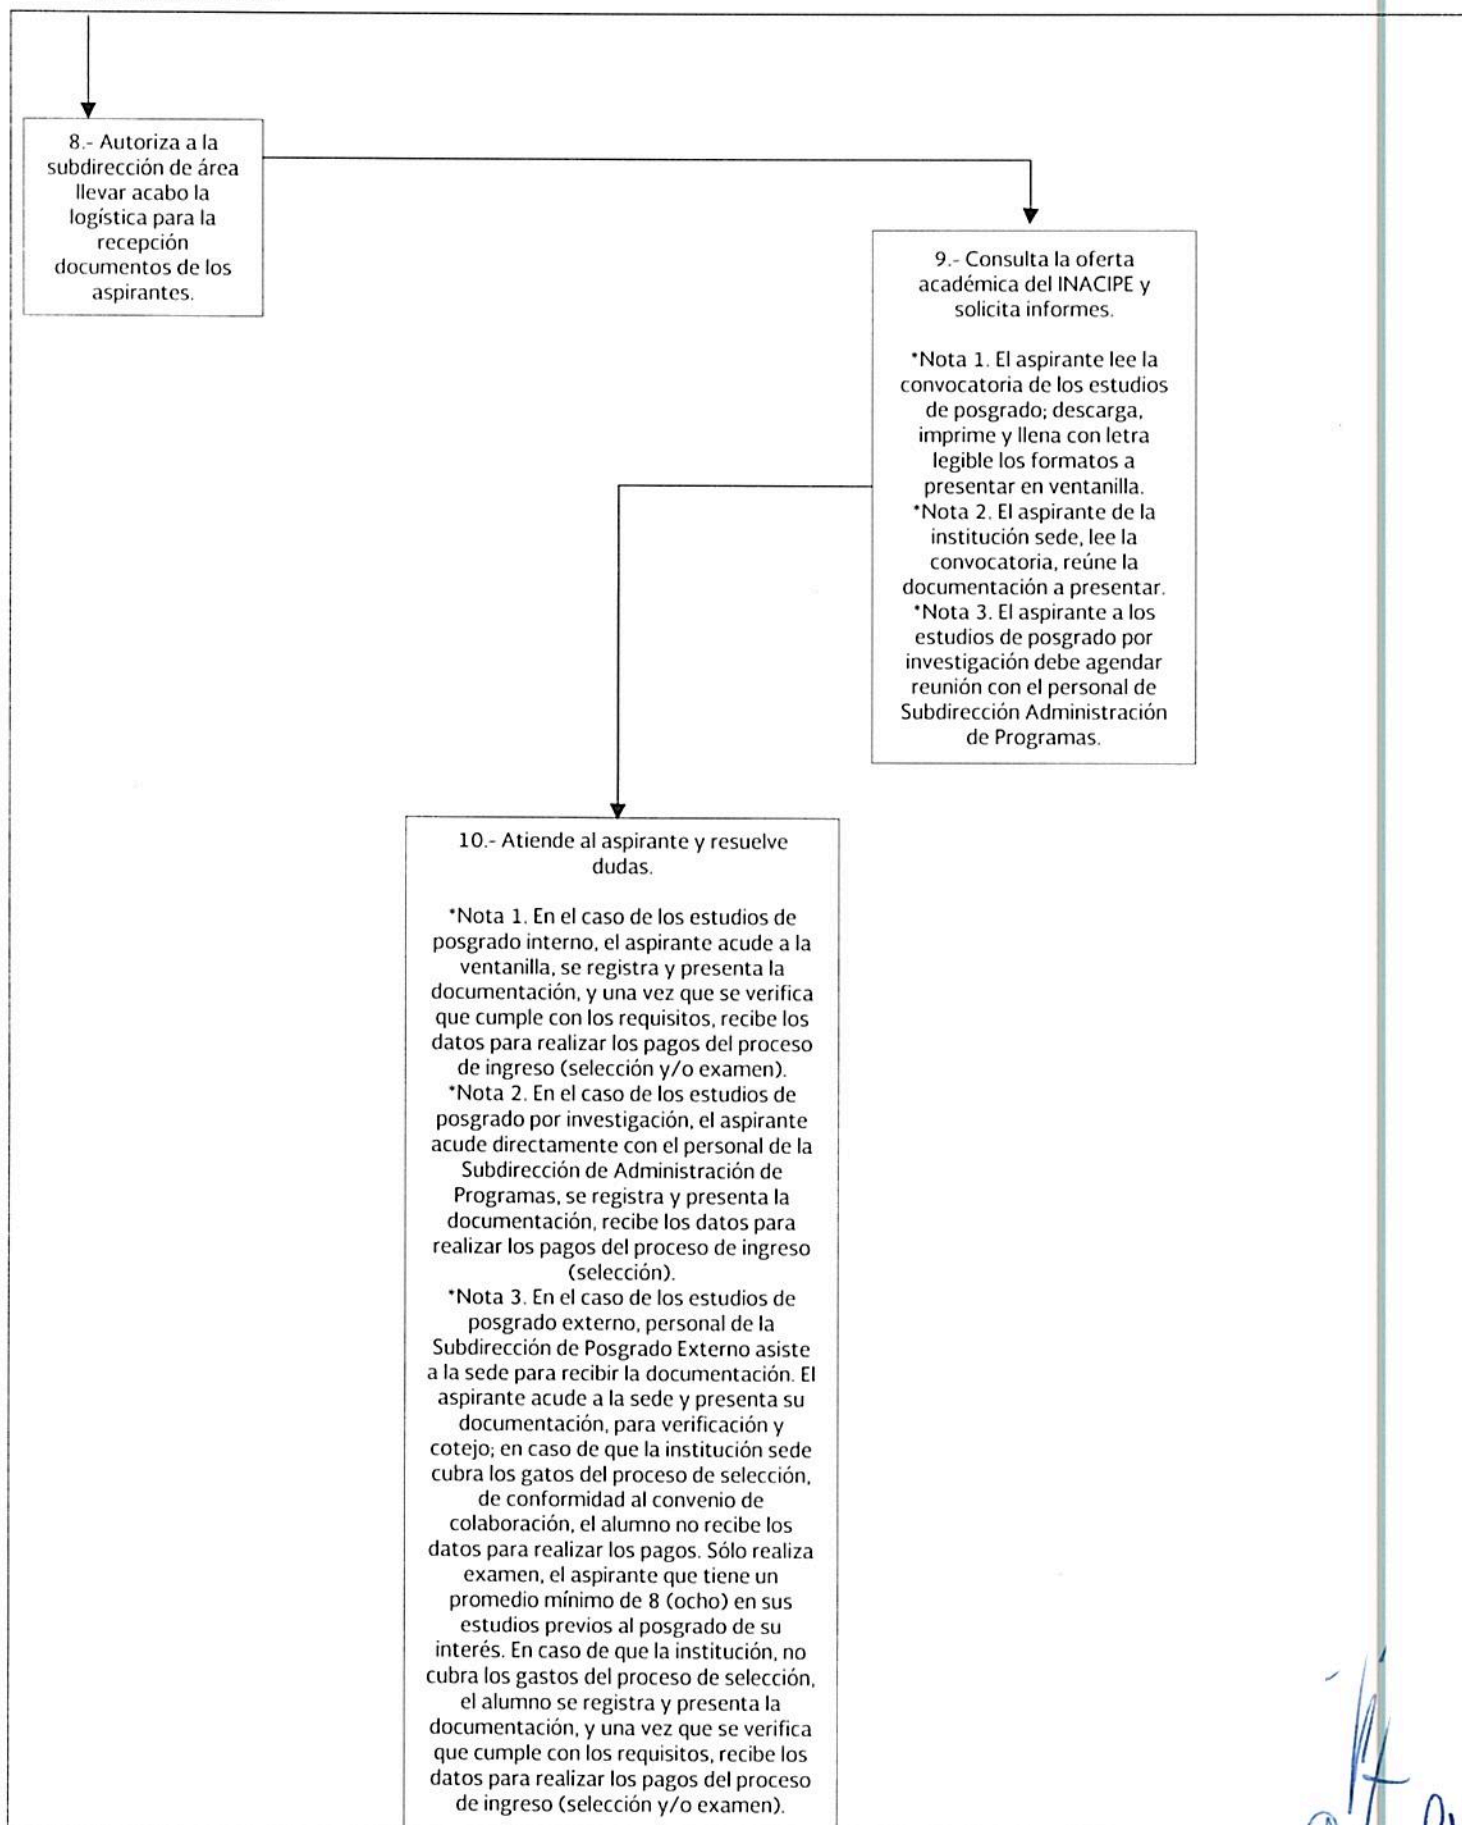 8.- Autoriza a la
subdirección de área
llevar acabo la
logística para la
recepción
documentos de los
aspirantes.
9.- Consulta la oferta
académica del INACIPE y
solicita informes.
*Nota 1. El aspirante lee la
convocatoria de los estudios
de posgrado; descarga,
imprime y llena con letra
legible los formatos a
presentar en ventanilla.
*Nota 2. El aspirante de la
institución sede, lee la
convocatoria, reúne la
documentación a presentar.
*Nota 3. El aspirante a los
estudios de posgrado por
investigación debe agendar
reunión con el personal de
Subdirección Administración
de Programas.
10.- Atiende al aspirante y resuelve
dudas.
*Nota 1. En el caso de los estudios de
posgrado interno, el aspirante acude a la
ventanilla, se registra y presenta la
documentación, y una vez que se verifica
que cumple con los requisitos, recibe los
datos para realizar los pagos del proceso
de ingreso (selección y/o examen).
*Nota 2. En el caso de los estudios de
posgrado por investigación, el aspirante
acude directamente con el personal de la
Subdirección de Administración de
Programas, se registra y presenta la
documentación, recibe los datos para
realizar los pagos del proceso de ingreso
(selección).
*Nota 3. En el caso de los estudios de
posgrado externo, personal de la
Subdirección de Posgrado Externo asiste
a la sede para recibir la documentación. El
aspirante acude a la sede y presenta su
documentación, para verificación y
cotejo; en caso de que la institución sede
cubra los gatos del proceso de selección,
de conformidad al convenio de
colaboración, el alumno no recibe los
datos para realizar los pagos. Sólo realiza
examen, el aspirante que tiene un
promedio mínimo de 8 (ocho) en sus
estudios previos al posgrado de su
interés. En caso de que la institución, no
cubra los gastos del proceso de selección,
el alumno se registra y presenta la
documentación, y una vez que se verifica
que cumple con los requisitos, recibe los
datos para realizar los pagos del proceso
de ingreso (selección y/o examen).